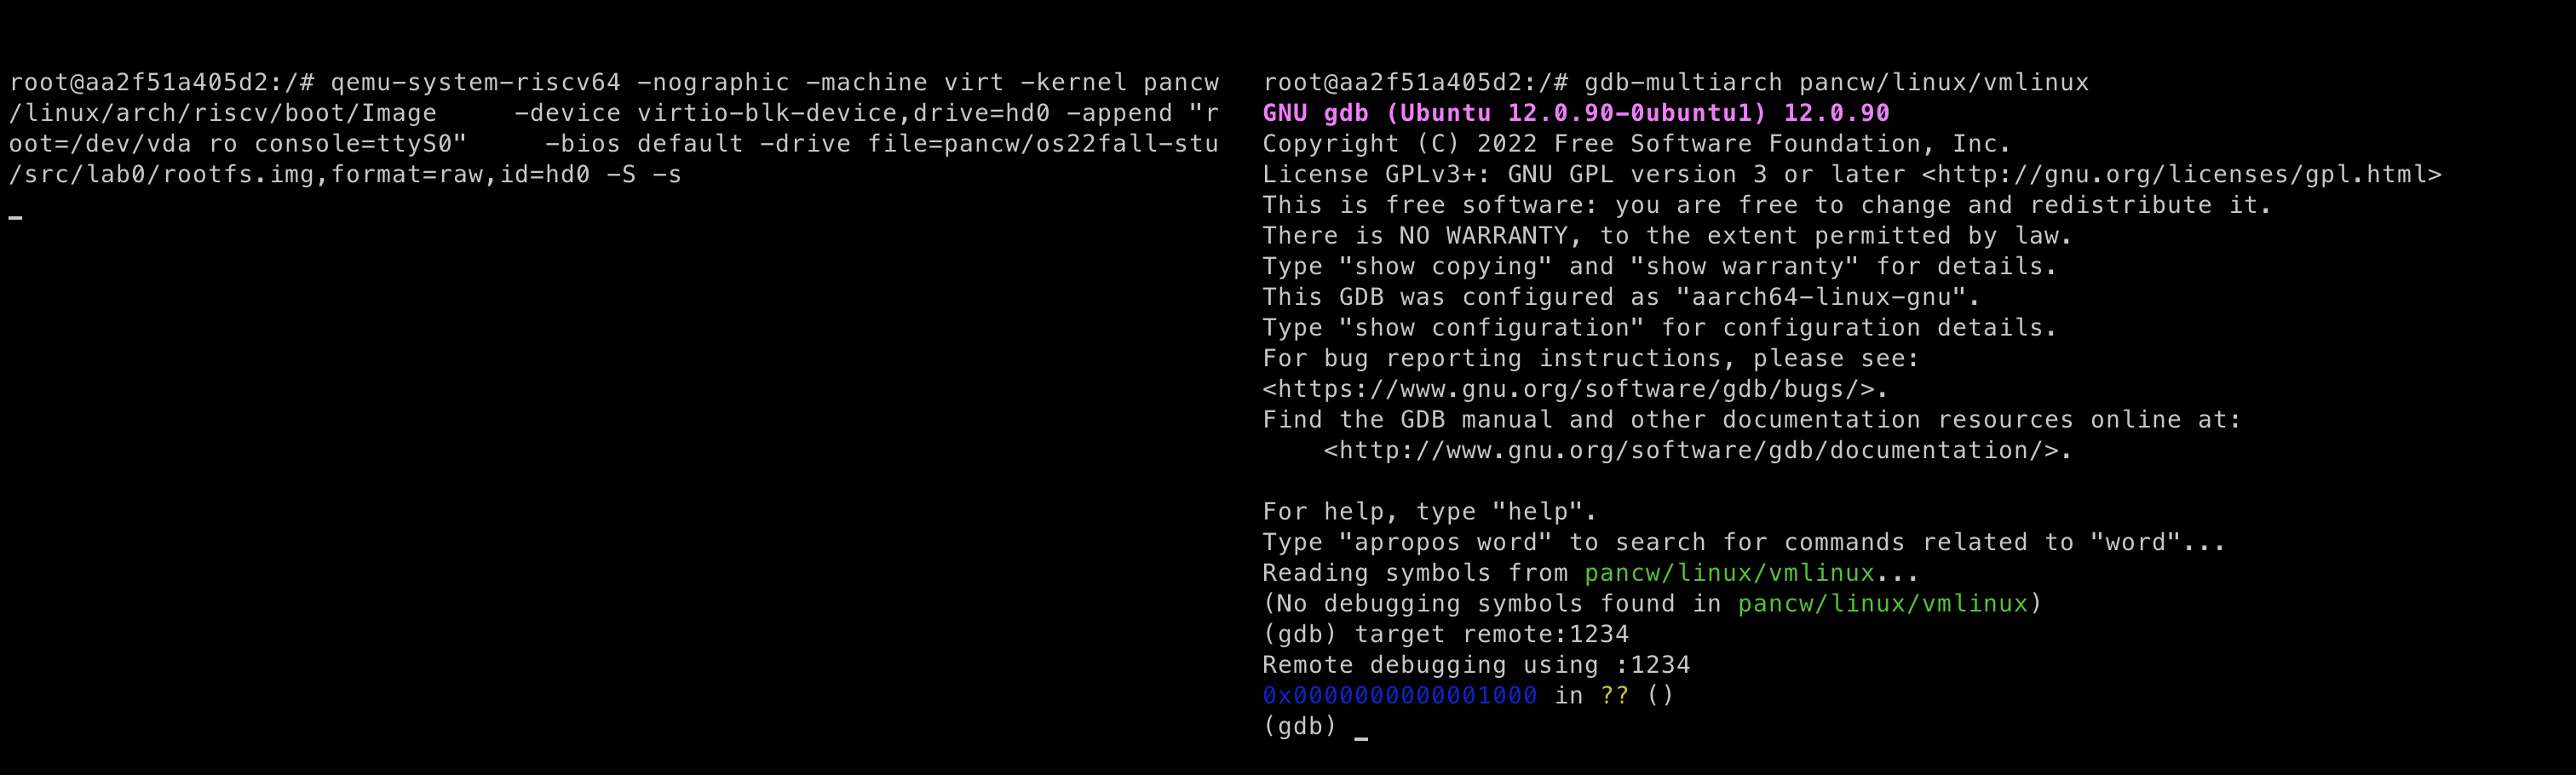 root@aa2f51a405d2:/# qemu-system-riscv64 -nographic -machine virt -kernel pancw
/linux/arch/riscv/boot/Image     -device virtio-blk-device,drive=hd0 -append "r
oot=/dev/vda ro console=ttyS0"     -bios default -drive file=pancw/os22fall-stu
/src/lab0/rootfs.img,format=raw,id=hd0 -S -s
root@aa2f51a405d2:/# gdb-multiarch pancw/linux/vmlinux
GNU gdb (Ubuntu 12.0.90-0ubuntu1) 12.0.90
Copyright (C) 2022 Free Software Foundation, Inc.
License GPLv3+: GNU GPL version 3 or later <http://gnu.org/licenses/gpl.html>
This is free software: you are free to change and redistribute it.
There is NO WARRANTY, to the extent permitted by law.
Type "show copying" and "show warranty" for details.
This GDB was configured as "aarch64-linux-gnu".
Type "show configuration" for configuration details.
For bug reporting instructions, please see:
<https://www.gnu.org/software/gdb/bugs/>.
Find the GDB manual and other documentation resources online at:
    <http://www.gnu.org/software/gdb/documentation/>.
For help, type "help".
Type "apropos word" to search for commands related to "word"...
Reading symbols from pancw/linux/vmlinux...
(No debugging symbols found in pancw/linux/vmlinux)
(gdb) target remote:1234
Remote debugging using :1234
0x0000000000001000 in ?? ()
(gdb)